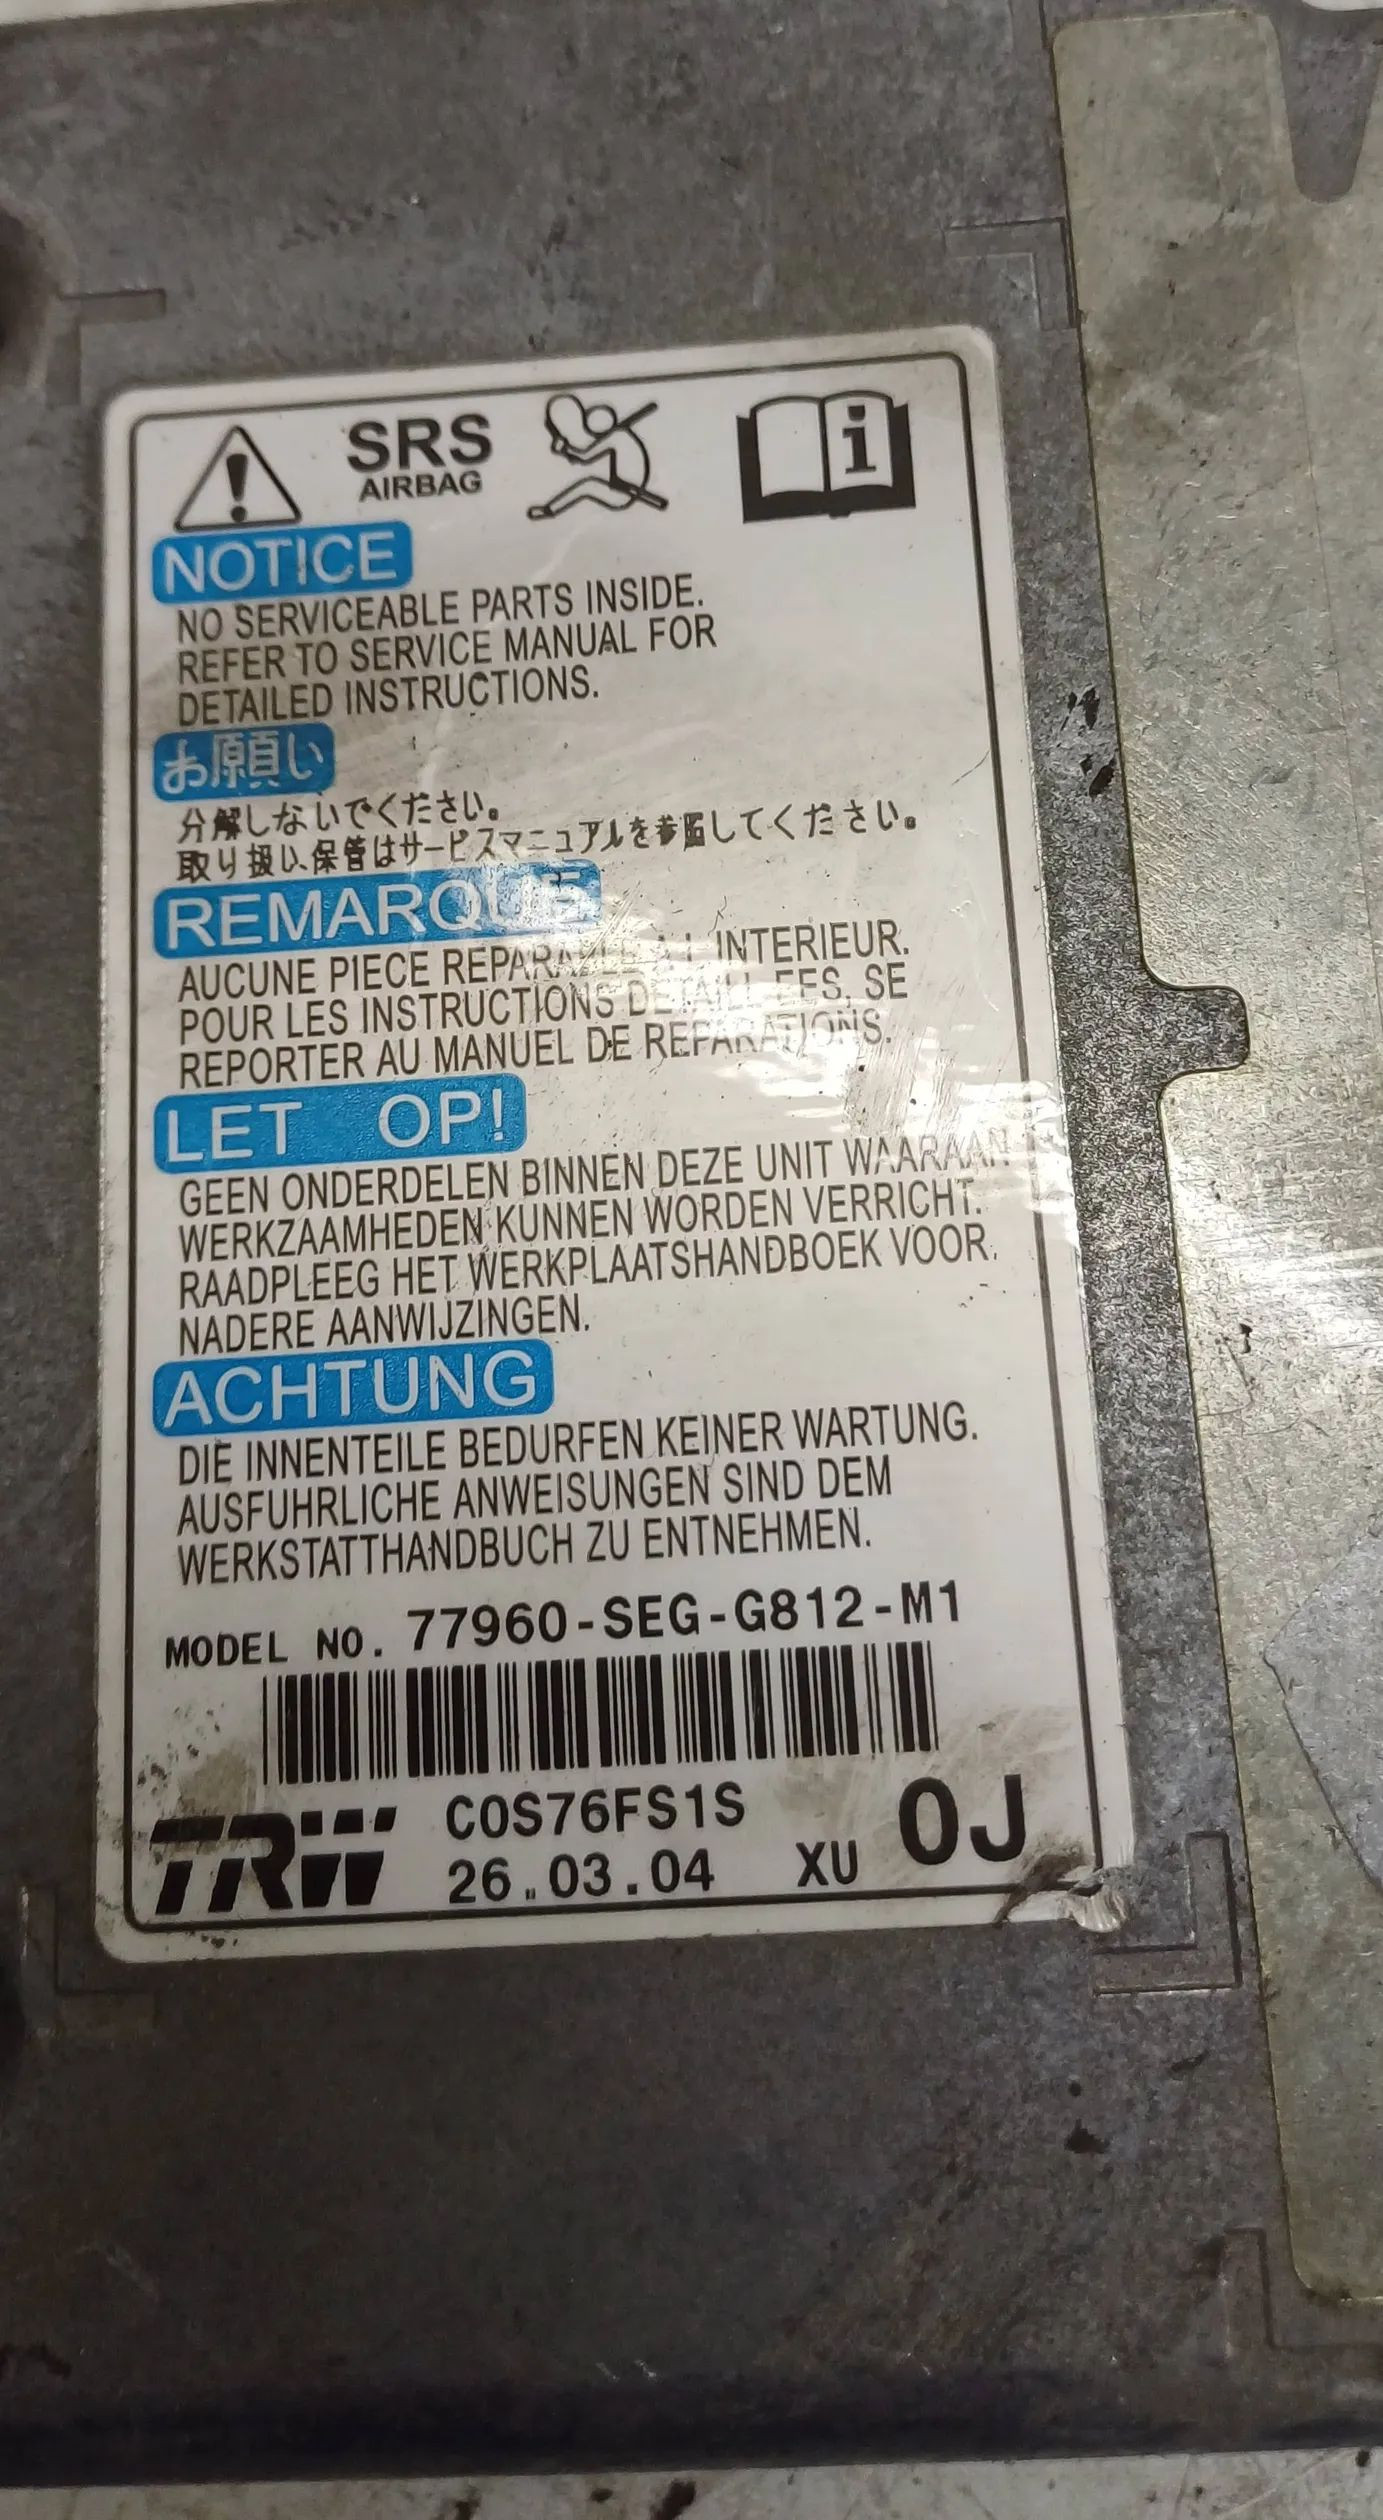 SRS
AIRBAG
i
NOTICE
NO SERVICEABLE PARTS INSIDE.
REFER TO SERVICE MANUAL FOR
DETAILED INSTRUCTIONS.
お願い
分解しないでください。
取り扱い、保管はサービスマニュアルを参照してください。
REMARQUE
AUCUNE PIECE REPARABLE A L INTERIEUR.
POUR LES INSTRUCTIONS DETAILLEES, SE
REPORTER AU MANUEL DE REPARATIONS.
LET OP!
GEEN ONDERDELEN BINNEN DEZE UNIT WAARAAN
WERKZAAMHEDEN KUNNEN WORDEN VERRICHT.
RAADPLEEG HET WERKPLAATSHANDBOEK VOOR.
NADERE AANWIJZINGEN.
ACHTUNG
DIE INNENTEILE BEDURFEN KEINER WARTUNG.
AUSFUHRLICHE ANWEISUNGEN SIND DEM
WERKSTATTHANDBUCH ZU ENTNEHMEN.
MODEL NO. 77960-SEG-G812-M1
TRW C0S76FS1S
26.03.04 XU 0J